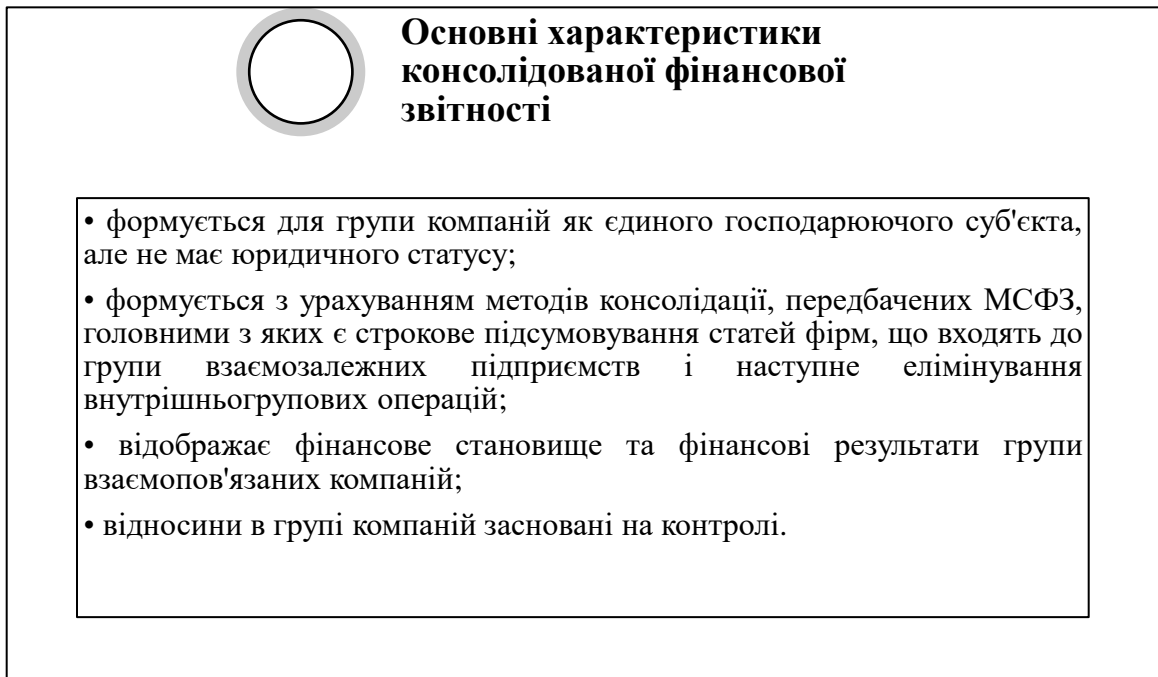 Основні характеристики
консолідованої фінансової
звітності
• формується для групи компаній як єдиного господарюючого суб'єкта,
але не має юридичного статусу;
• формується з урахуванням методів консолідації, передбачених МСФЗ,
головними з яких є строкове підсумовування статей фірм, що входять до
групи взаємозалежних підприємств і наступне елімінування
внутрішньогрупових операцій;
• відображає фінансове становище та фінансові результати групи
взаємопов'язаних компаній;
• відносини в групі компаній засновані на контролі.